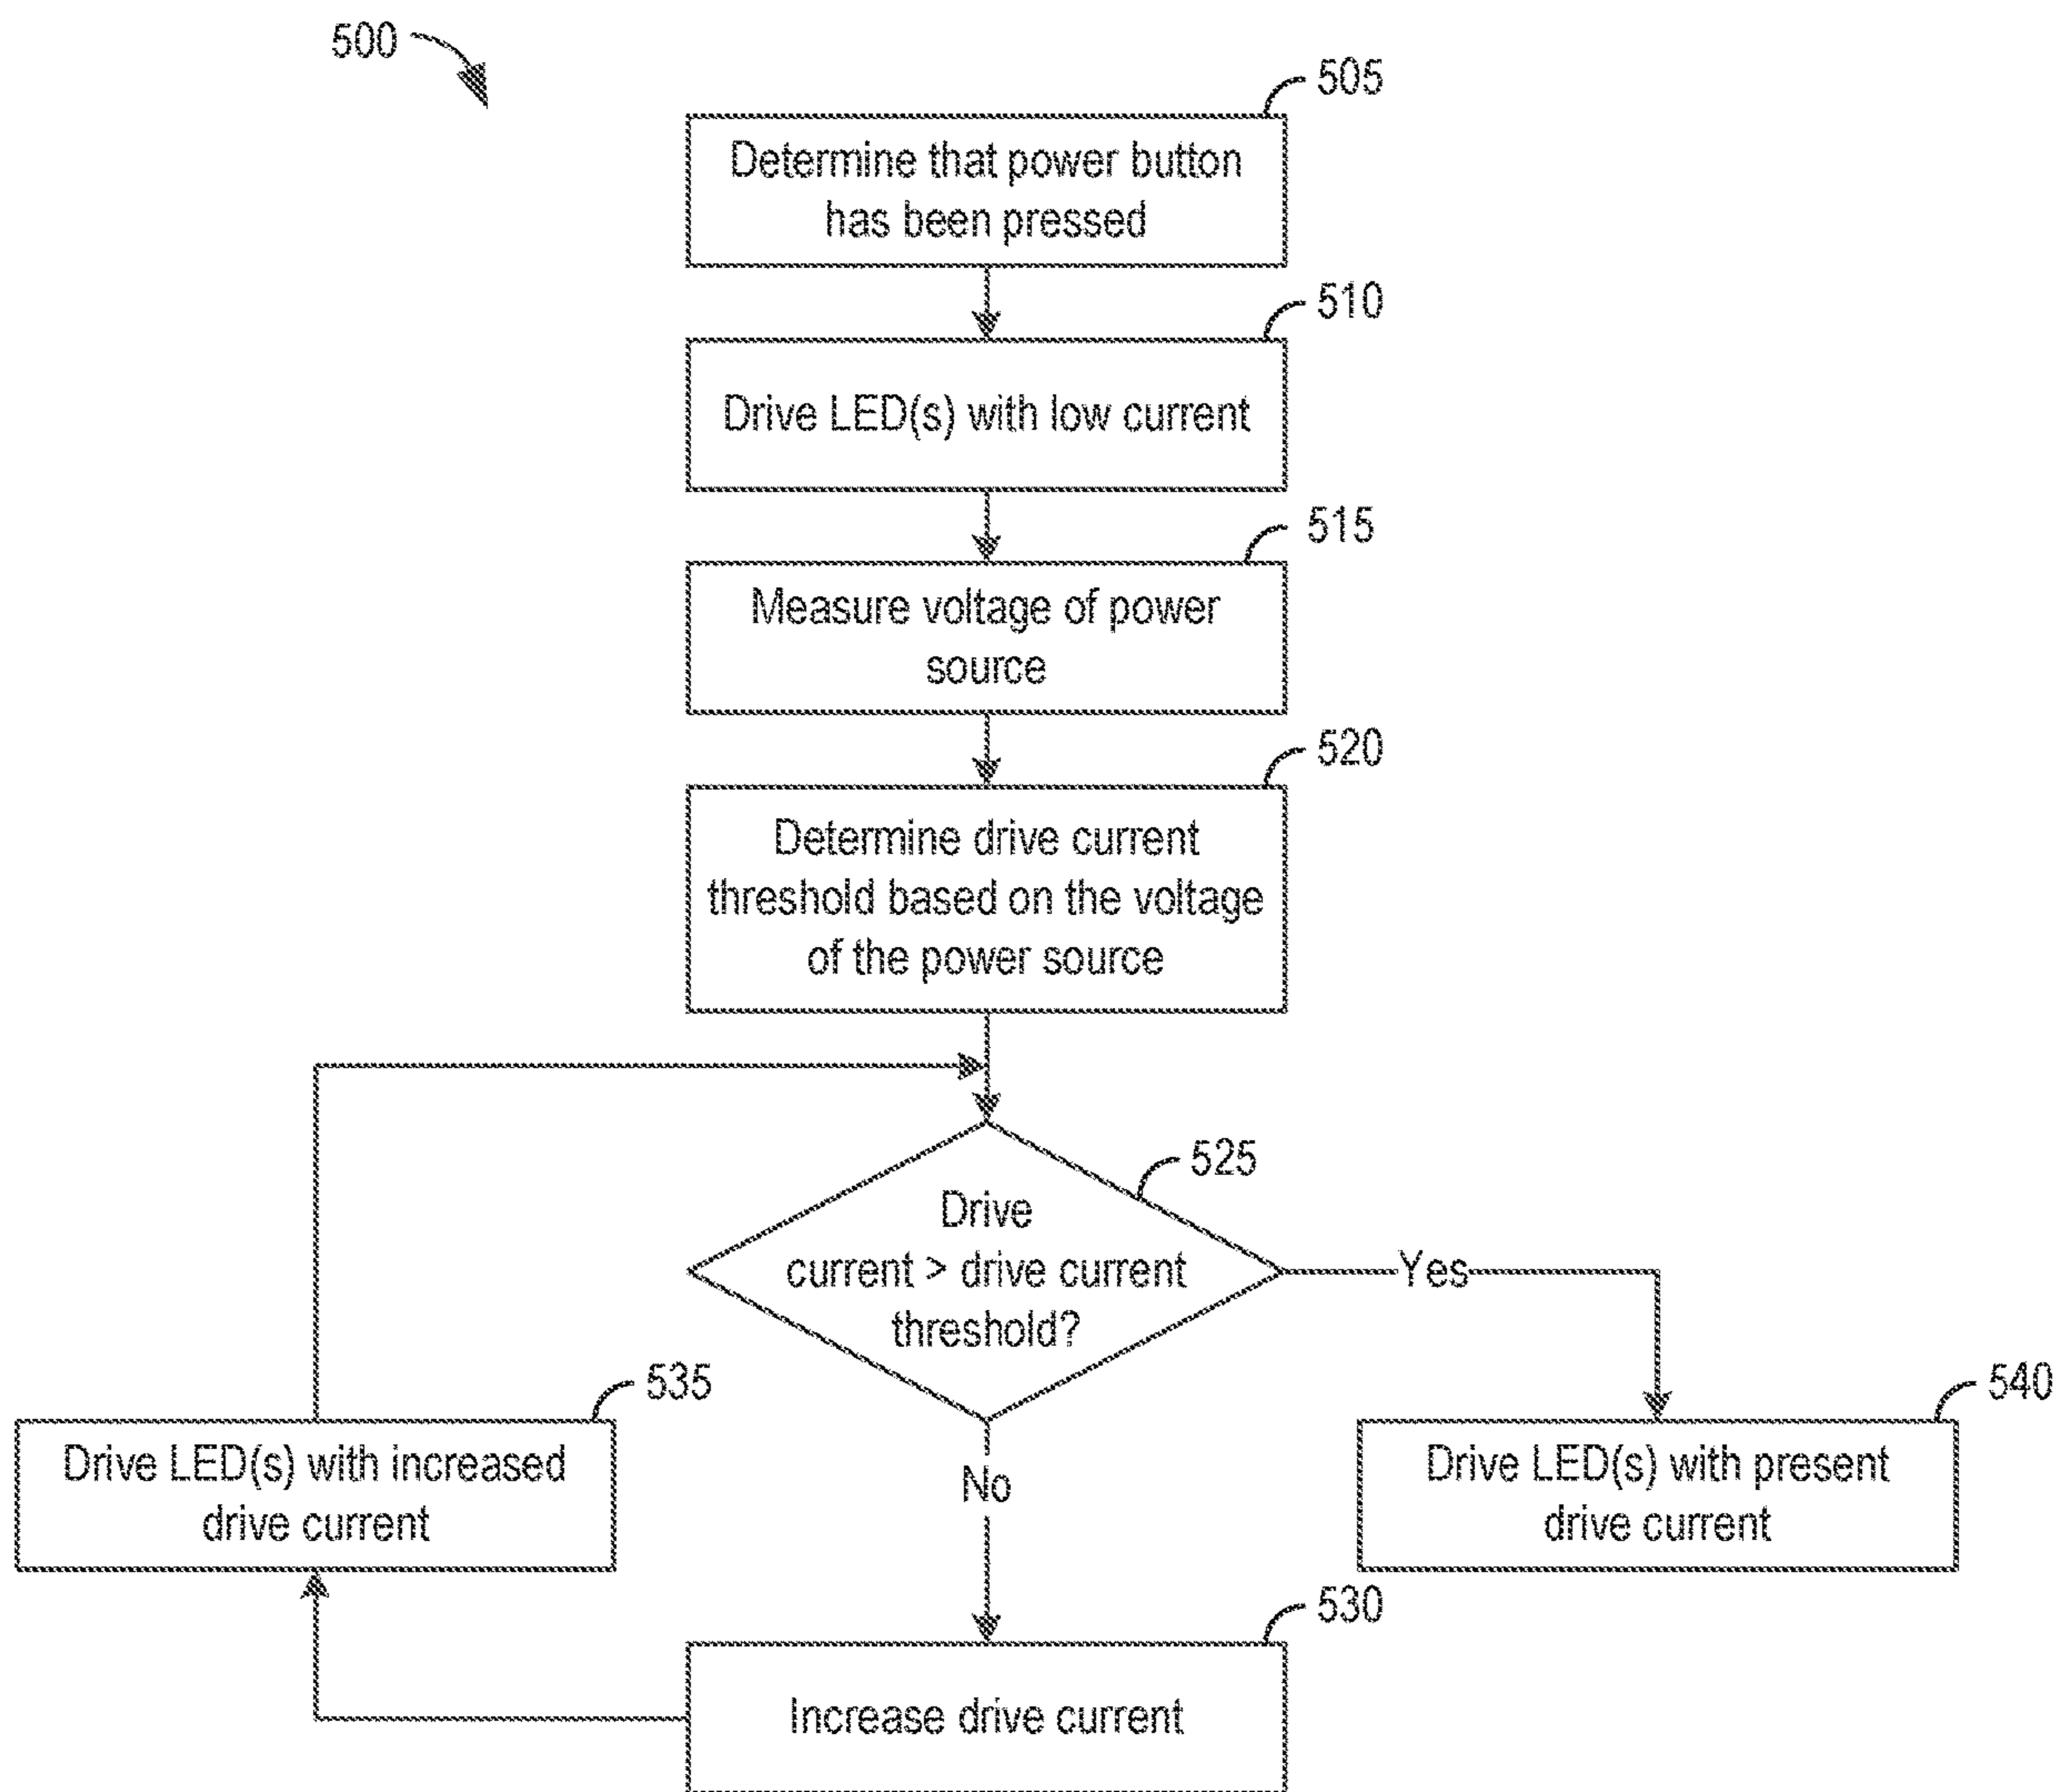 500
505
Determine that power button
has been pressed
510
Drive LED(s) with low current
515
Measure voltage of power
source
520
Determine drive current
threshold based on the voltage
of the power source
525
Drive
current > drive current
threshold?
Yes
No
535
Drive LED(s) with increased
drive current
540
Drive LED(s) with present
drive current
530
Increase drive current